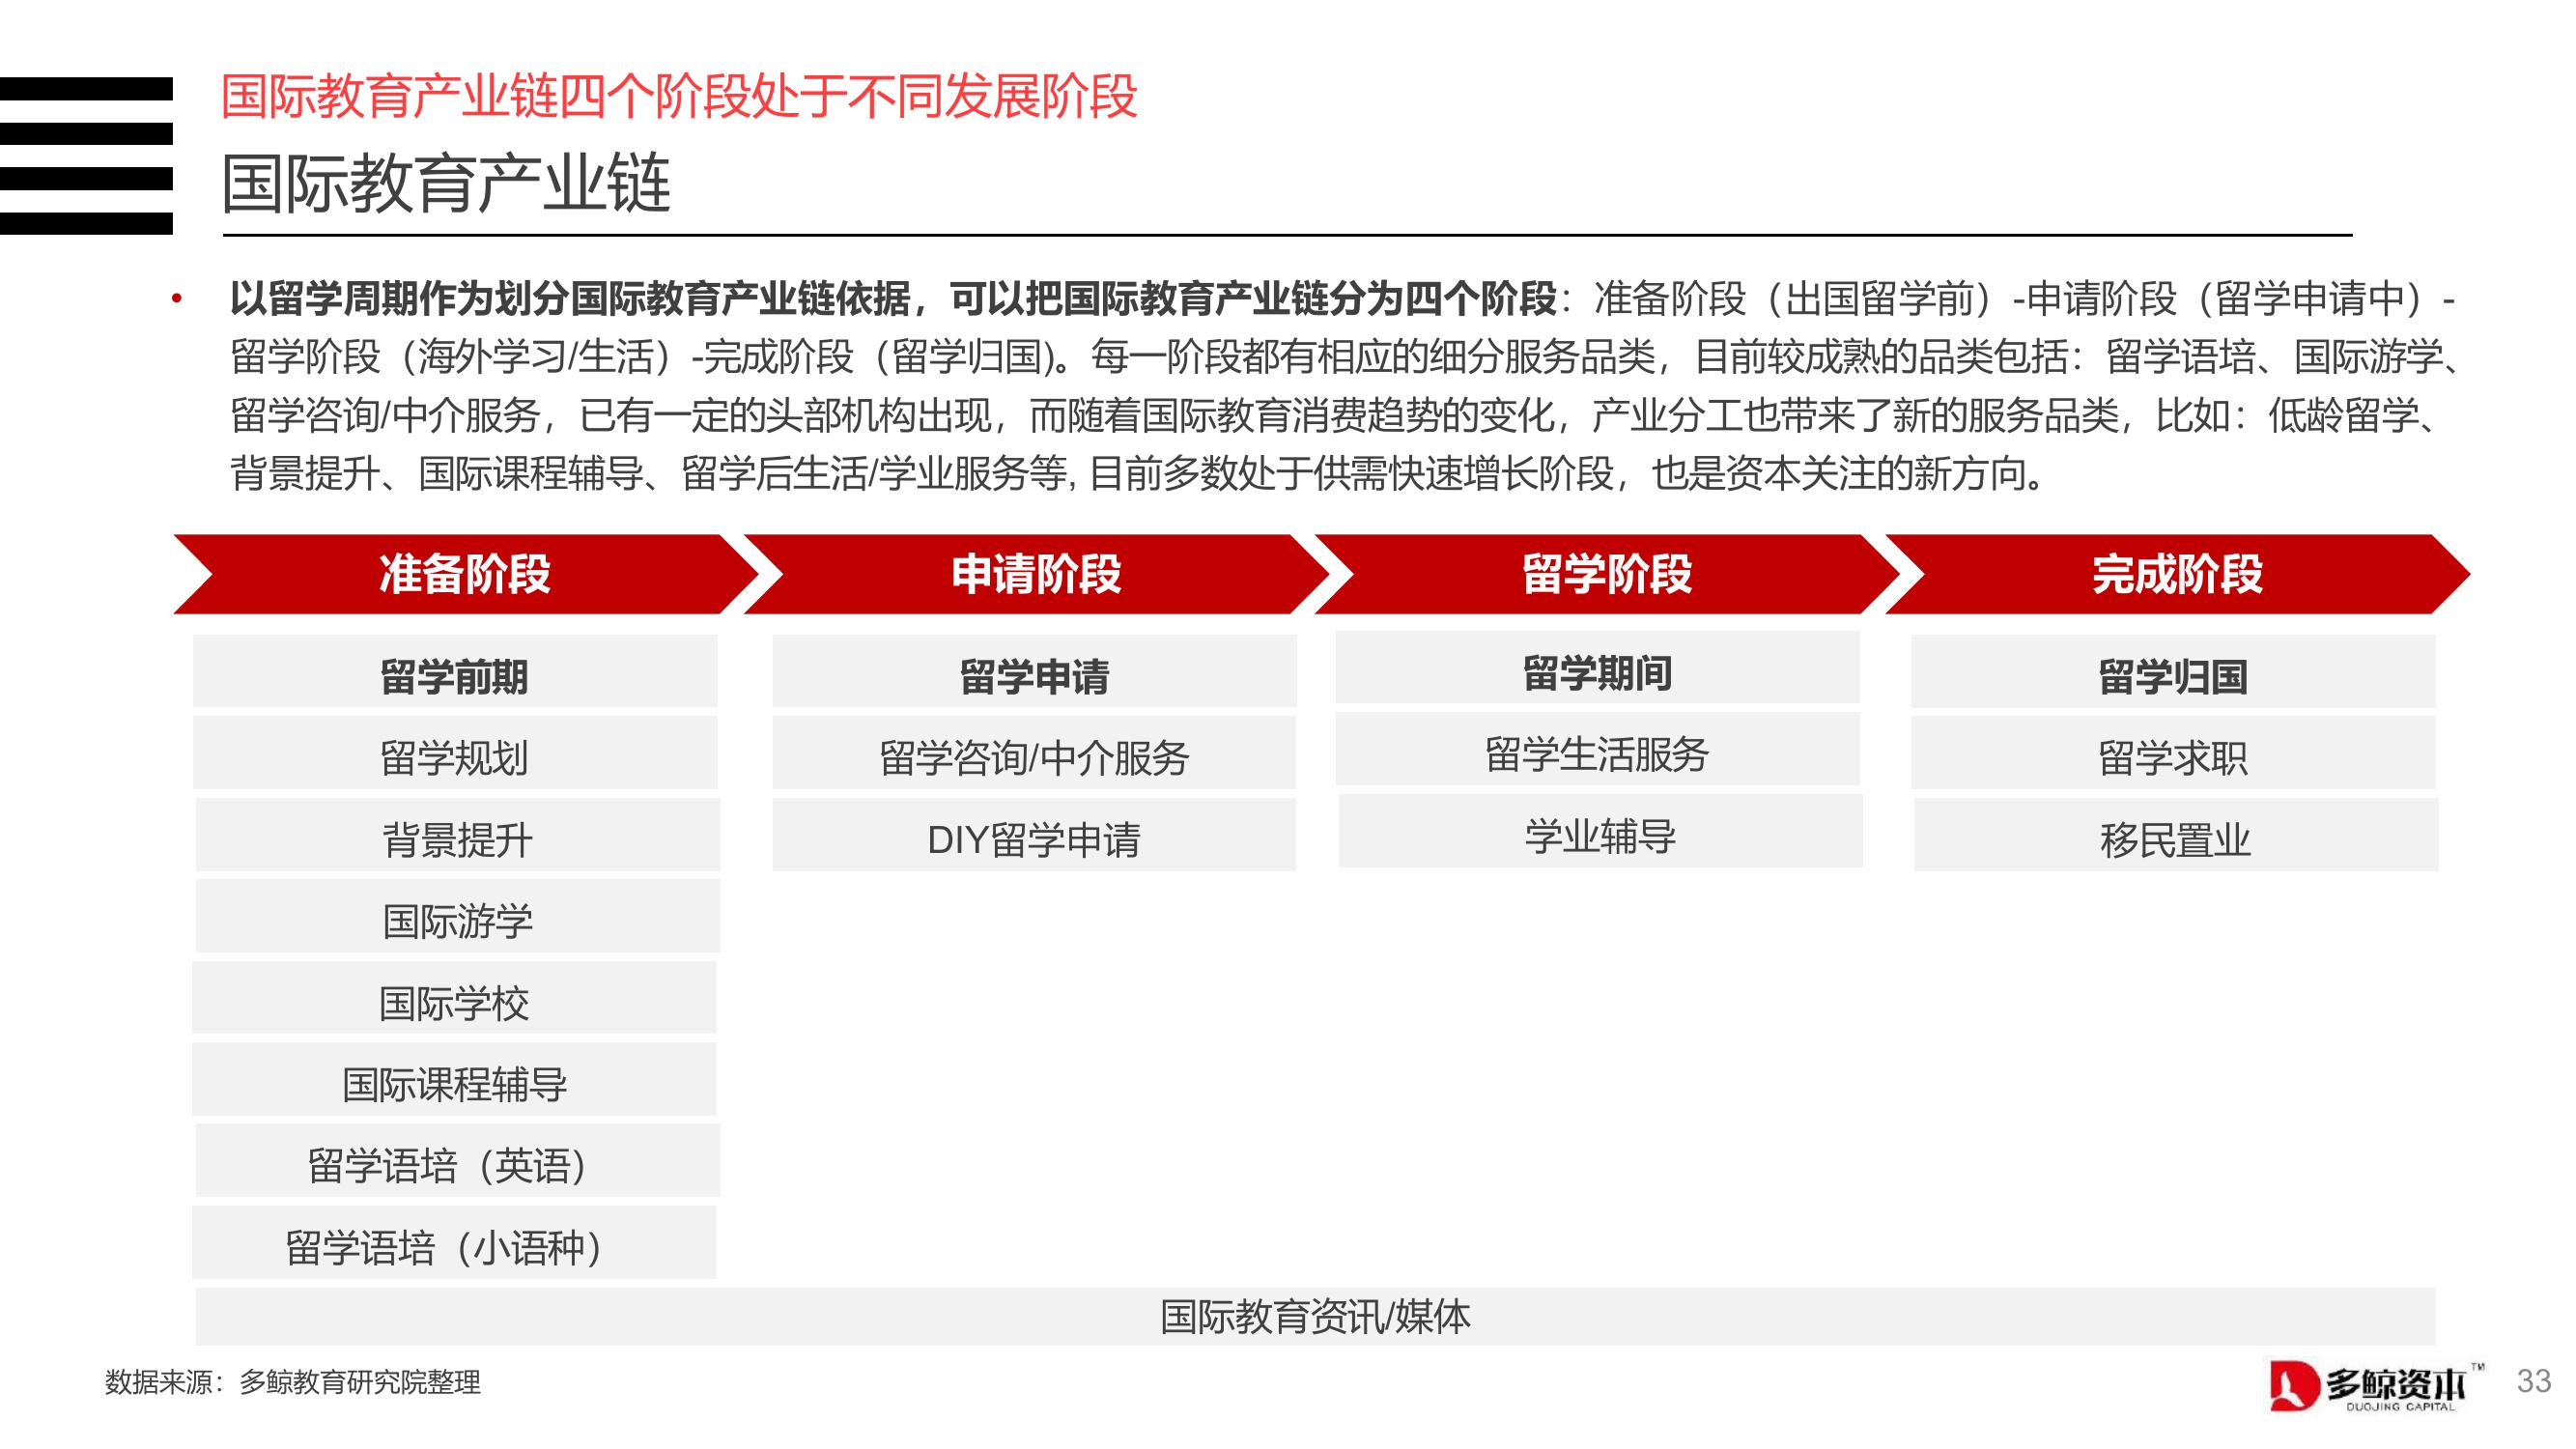 国际教育产业链四个阶段处于不同发展阶段
国际教育产业链
• 以留学周期作为划分国际教育产业链依据，可以把国际教育产业链分为四个阶段：准备阶段（出国留学前）-申请阶段（留学申请中）-
留学阶段（海外学习/生活）-完成阶段（留学归国)。每一阶段都有相应的细分服务品类，目前较成熟的品类包括：留学语培、国际游学、
留学咨询/中介服务，已有一定的头部机构出现，而随着国际教育消费趋势的变化，产业分工也带来了新的服务品类，比如：低龄留学、
背景提升、国际课程辅导、留学后生活/学业服务等, 目前多数处于供需快速增长阶段，也是资本关注的新方向。
准备阶段
留学前期
留学规划
背景提升
国际游学
国际学校
国际课程辅导
留学语培（英语）
留学语培（小语种）
申请阶段
留学申请
留学咨询/中介服务
DIY留学申请
留学阶段
留学期间
留学生活服务
学业辅导
完成阶段
留学归国
留学求职
移民置业
国际教育资讯/媒体
数据来源：多鲸教育研究院整理
多鲸资本™
DUOJING CAPITAL
33